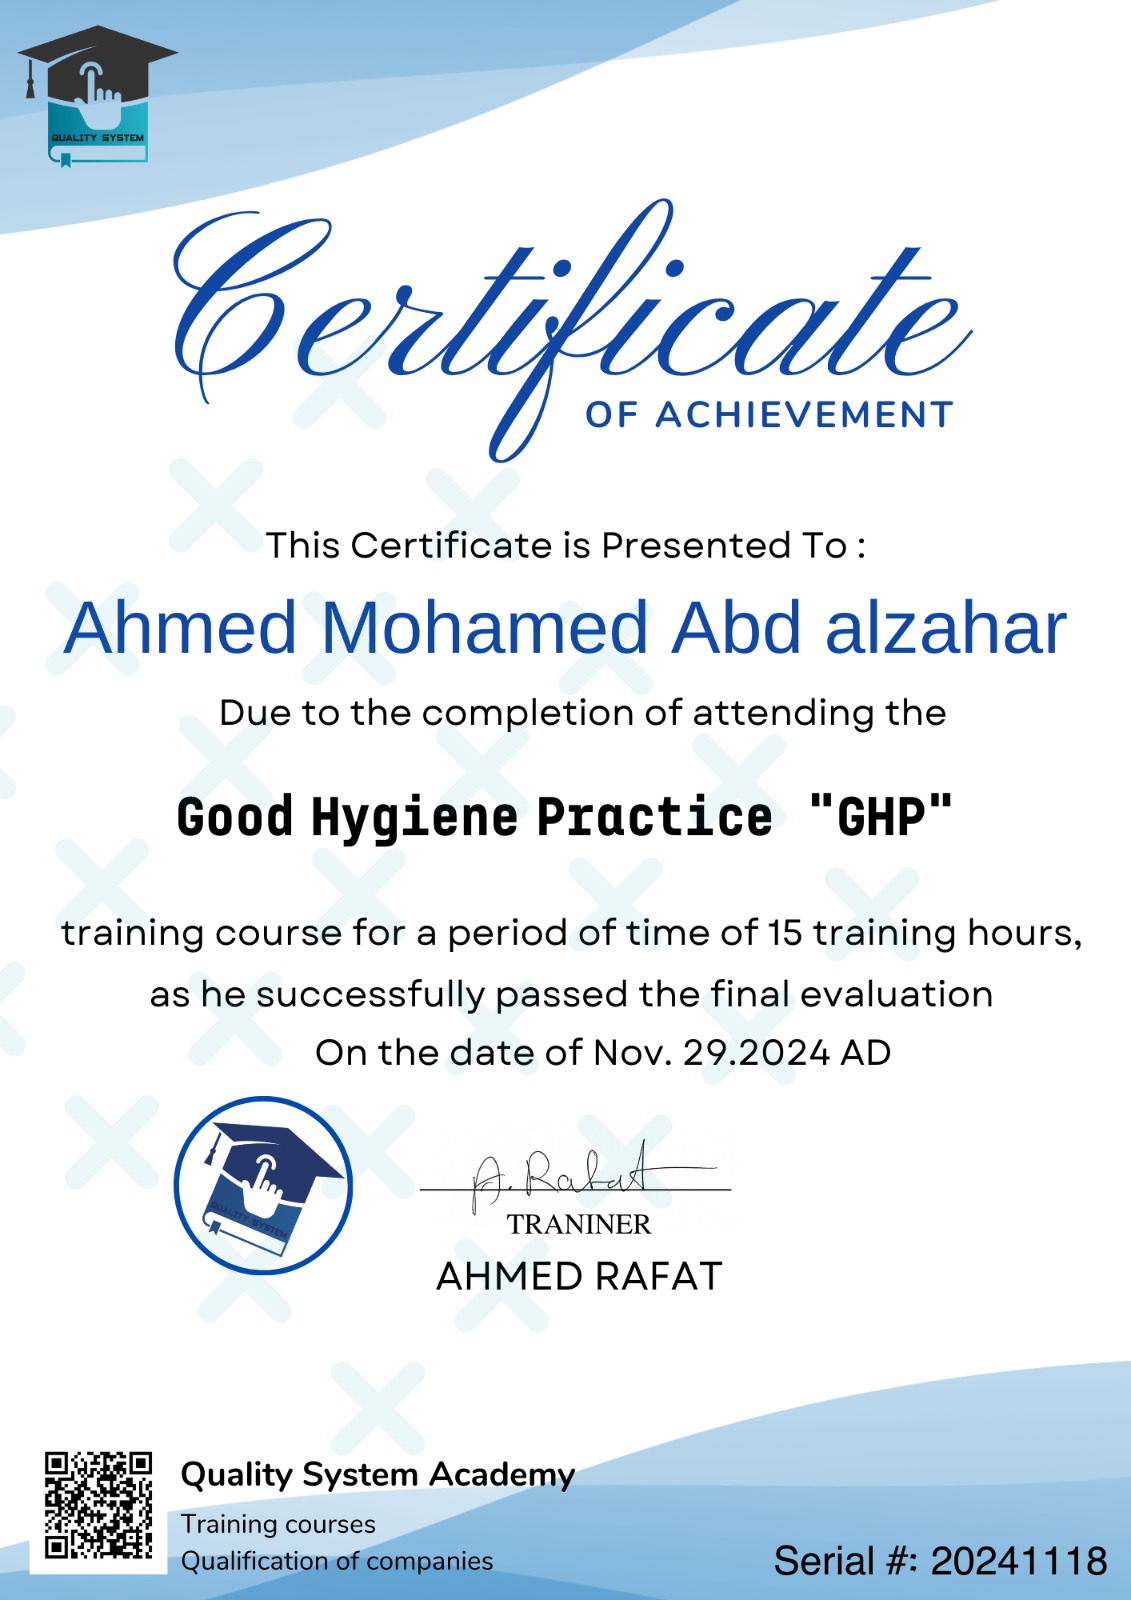 QUALITY SYSTEM
Certificate
OF ACHIEVEMENT
This Certificate is Presented To :
Ahmed Mohamed Abd alzahar
Due to the completion of attending the
Good Hygiene Practice "GHP"
training course for a period of time of 15 training hours,
as he successfully passed the final evaluation
On the date of Nov. 29.2024 AD
QUALITY SYSTEM
A. Rafat
TRANINER
AHMED RAFAT
Quality System Academy
Training courses
Qualification of companies
Serial #: 20241118